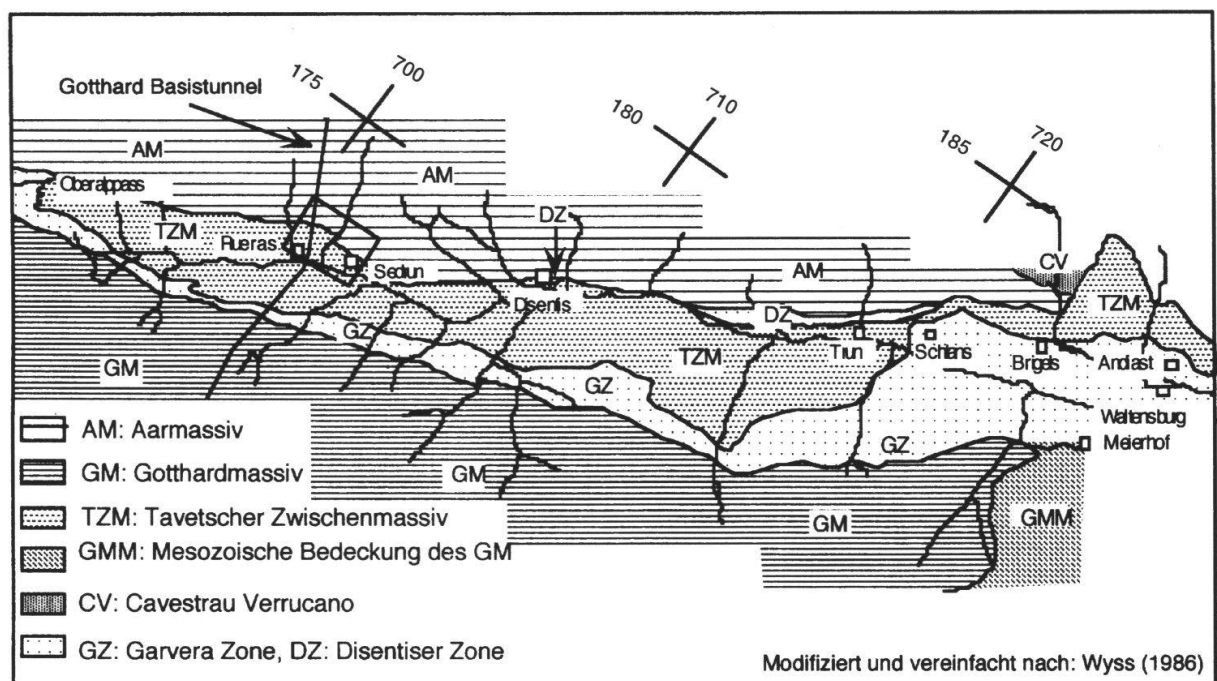 175
700
Gotthard Basistunnel
180
710
185
720
AM
AM
Oberalppass
DZ
TZM
Rueras
Sedrun
CV
AM
TZM
Disentis
DZ
GZ
TZM
Trun
Schlans
Brigels
Andiast
GM
GZ
Waltensburg
Meierhof
GZ
GM
GM
GMM
AM: Aarmassiv
GM: Gotthardmassiv
TZM: Tavetscher Zwischenmassiv
GMM: Mesozoische Bedeckung des GM
CV: Cavestrau Verrucano
GZ: Garvera Zone, DZ: Disentiser Zone
Modifiziert und vereinfacht nach: Wyss (1986)